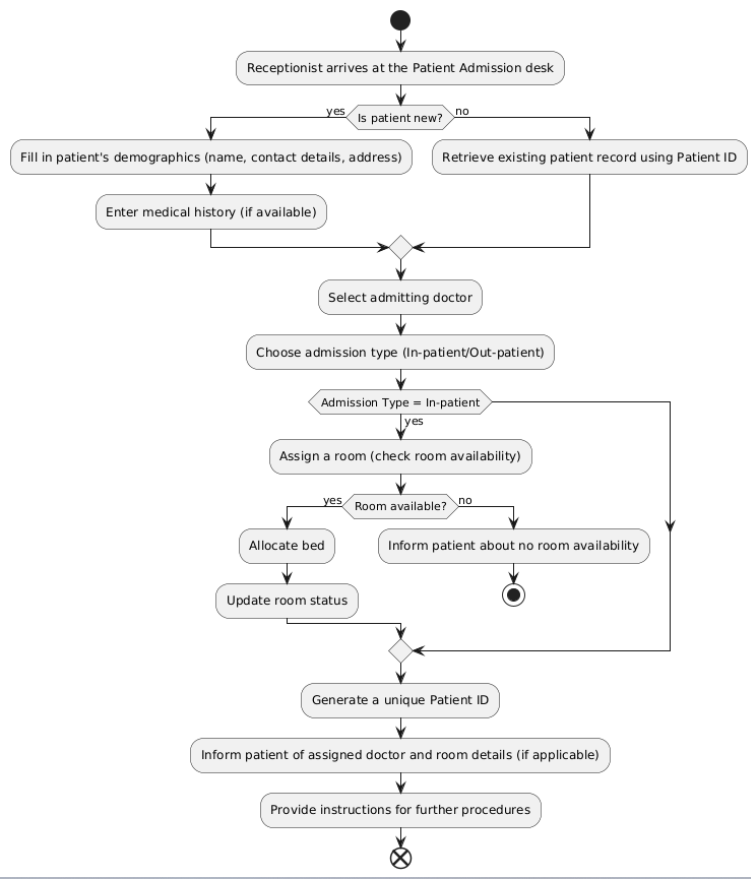 Receptionist arrives at the Patient Admission desk
yes
Is patient new?
no
Fill in patient's demographics (name, contact details, address)
Retrieve existing patient record using Patient ID
Enter medical history (if available)
Select admitting doctor
Choose admission type (In-patient/Out-patient)
Admission Type = In-patient
yes
Assign a room (check room availability)
yes
Room available?
no
Allocate bed
Inform patient about no room availability
Update room status
Generate a unique Patient ID
Inform patient of assigned doctor and room details (if applicable)
Provide instructions for further procedures